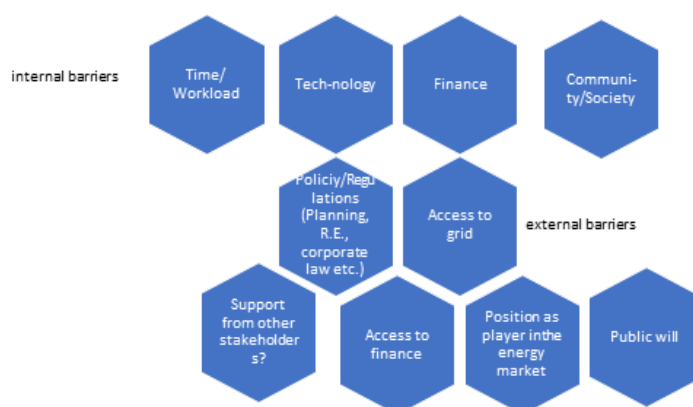 internal barriers
Time/
Workload
Tech-nology
Finance
Communi-
ty/Society
Policiy/Regu
lations
(Planning,
R.E.,
corporate
law etc.)
Access to
grid
external barriers
Support
from other
stakeholder
s?
Access to
finance
Position as
player inthe
energy
market
Public will